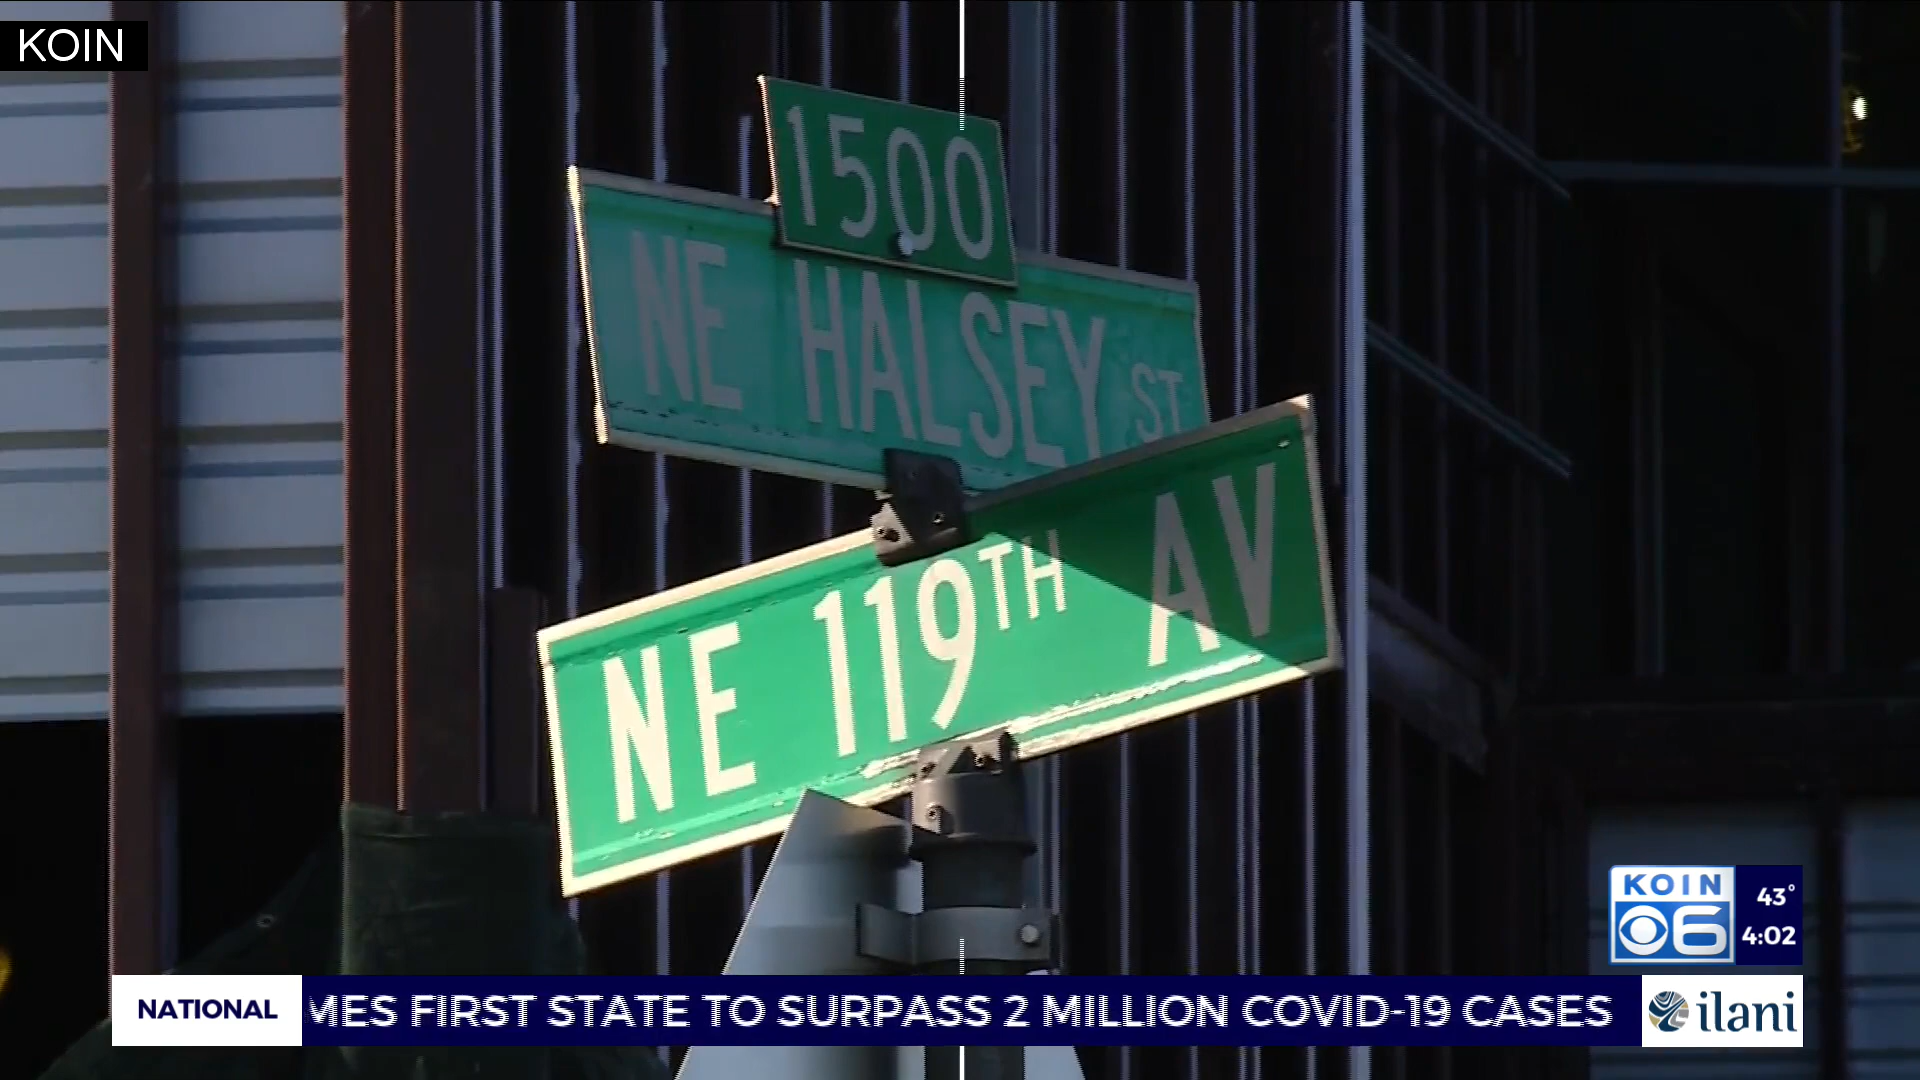 KOIN
1500
NE HALSEY ST
NE 119TH AV
KOIN
6
43°
4:02
NATIONAL
MES FIRST STATE TO SURPASS 2 MILLION COVID-19 CASES
ilani